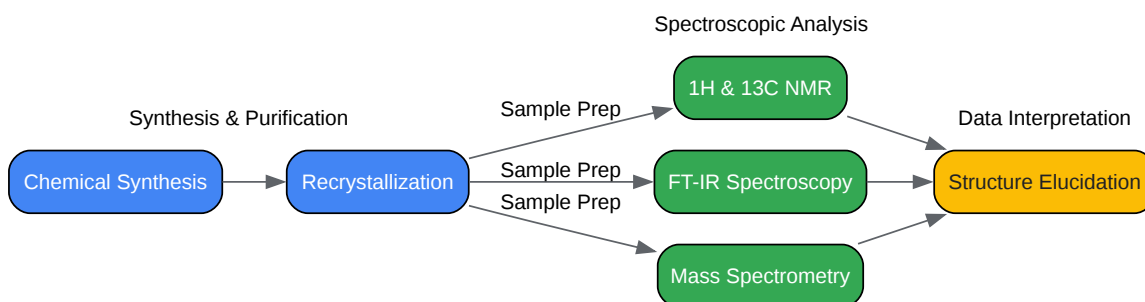 Spectroscopic Analysis
1H & 13C NMR
Sample Prep
Synthesis & Purification
Data Interpretation
Chemical Synthesis
Recrystallization
Sample Prep
FT-IR Spectroscopy
Structure Elucidation
Sample Prep
Mass Spectrometry